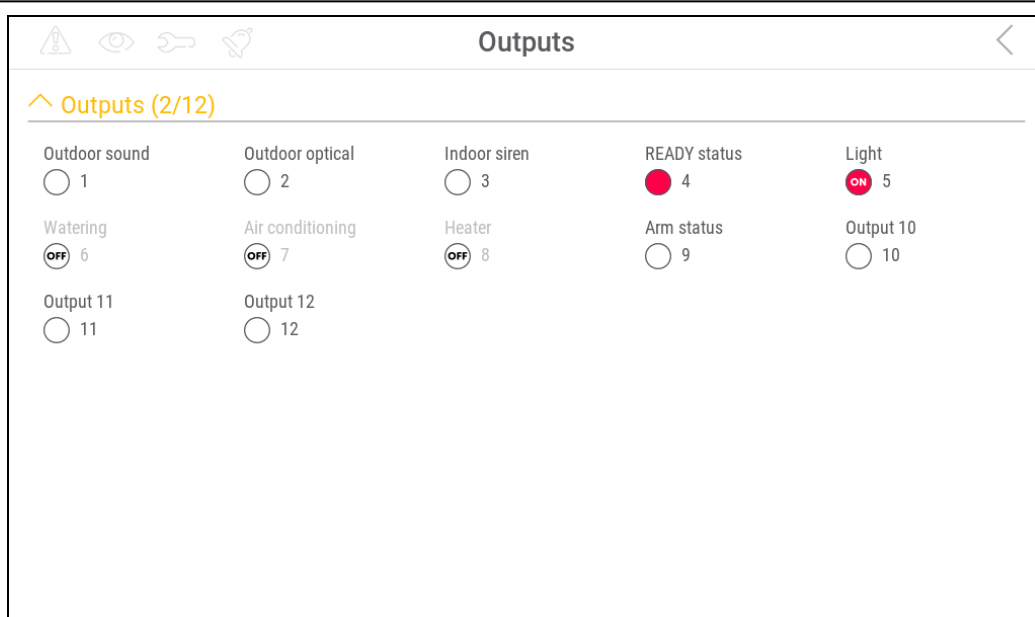 Outputs
Outputs (2/12)
Outdoor sound Outdoor optical Indoor siren READY status Light
1 2 3 4 ON 5
Watering Air conditioning Heater Arm status Output 10
OFF 6 OFF 7 OFF 8 9 10
Output 11 Output 12
11 12